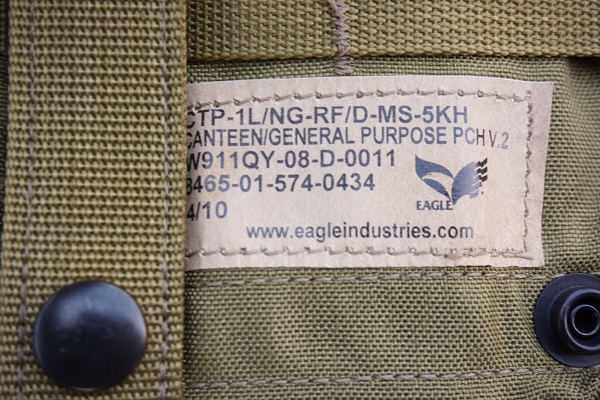 CTP-1L/NG-RF/D-MS-5KH
CANTEEN/GENERAL PURPOSE PCH V.2
W911QY-08-D-0011
8465-01-574-0434
4/10
EAGLE
www.eagleindustries.com